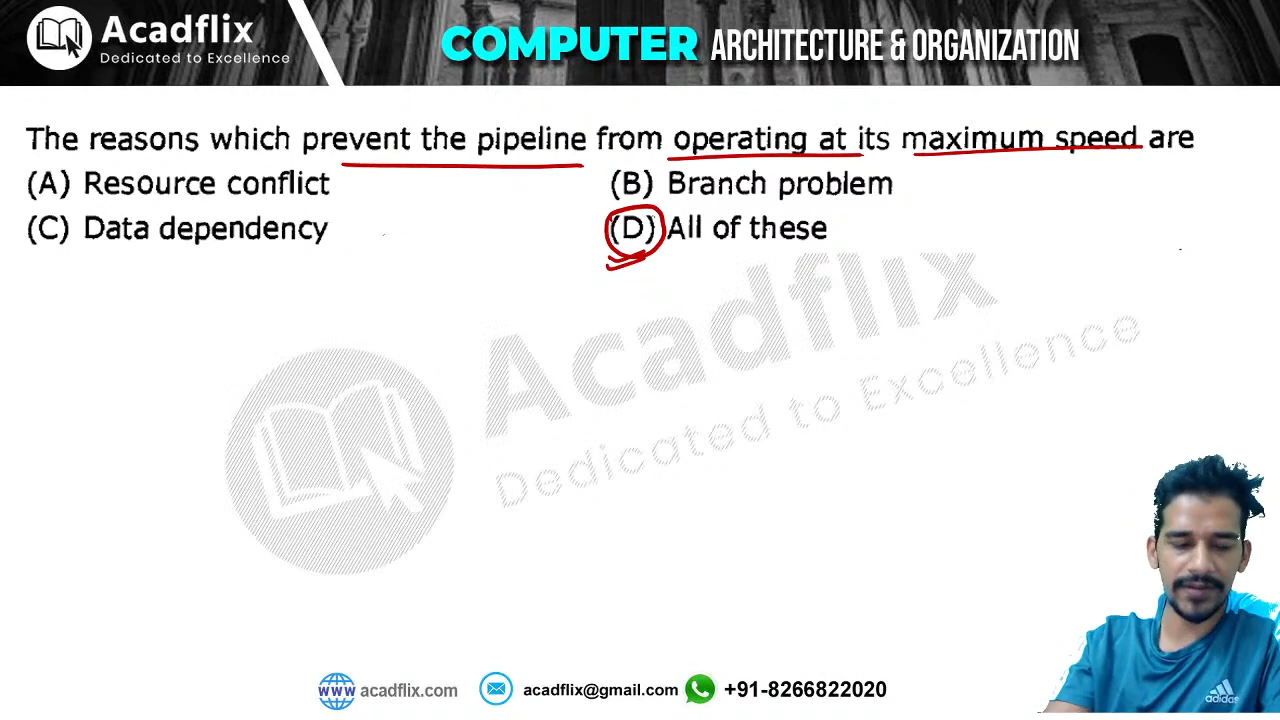 Acadflix
Dedicated to Excellence
COMPUTER ARCHITECTURE & ORGANIZATION
The reasons which prevent the pipeline from operating at its maximum speed are
(A) Resource conflict (B) Branch problem
(C) Data dependency (D) All of these
Acadflix
Dedicated to Excellence
www acadflix.com acadflix@gmail.com +91-8266822020
adidas